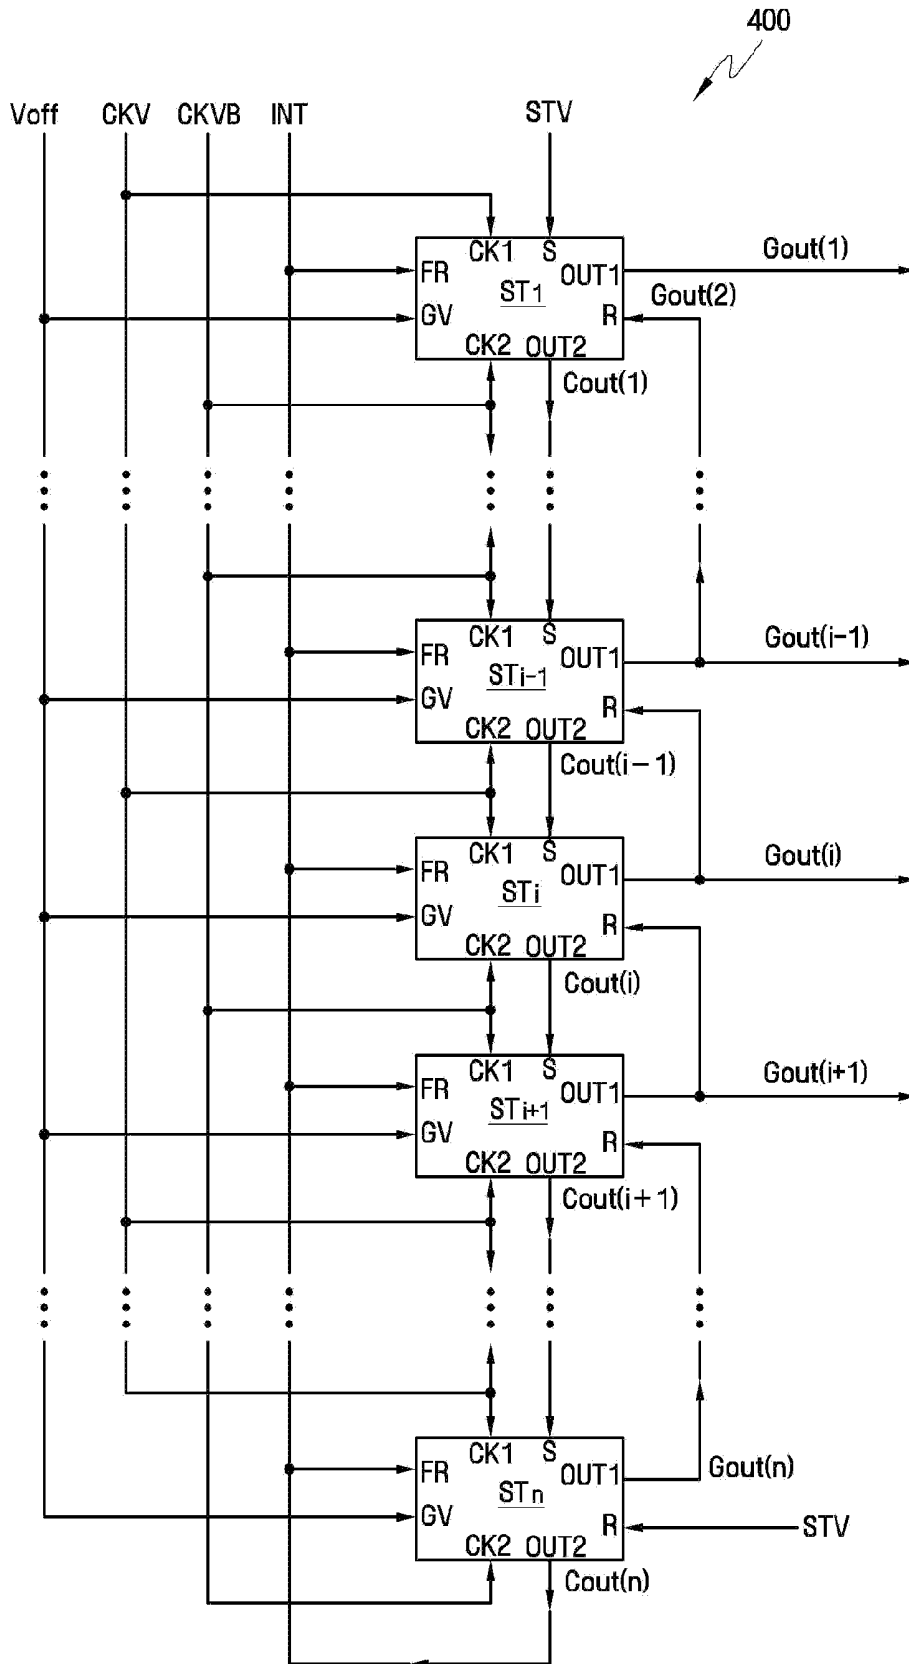 400
Voff CKV CKVB INT STV
CK1 S
FR OUT1 Gout(1)
ST1 Gout(2)
GV R
CK2 OUT2
Cout(1)
CK1 S
FR OUT1 Gout(i-1)
STi-1
GV R
CK2 OUT2
Cout(i-1)
CK1 S
FR OUT1 Gout(i)
STi
GV R
CK2 OUT2
Cout(i)
CK1 S
FR OUT1 Gout(i+1)
STi+1
GV R
CK2 OUT2
Cout(i+1)
CK1 S
FR OUT1 Gout(n)
STn
GV R STV
CK2 OUT2
Cout(n)